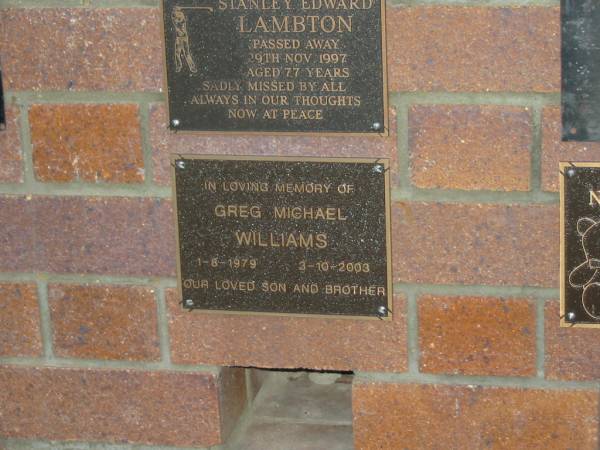 STANLEY EDWARD
LAMBTON
PASSED AWAY
29TH NOV 1997
AGED 77 YEARS
SADLY MISSED BY ALL
ALWAYS IN OUR THOUGHTS
NOW AT PEACE
IN LOVING MEMORY OF
GREG MICHAEL
WILLIAMS
1-8-1979 3-10-2003
OUR LOVED SON AND BROTHER
N